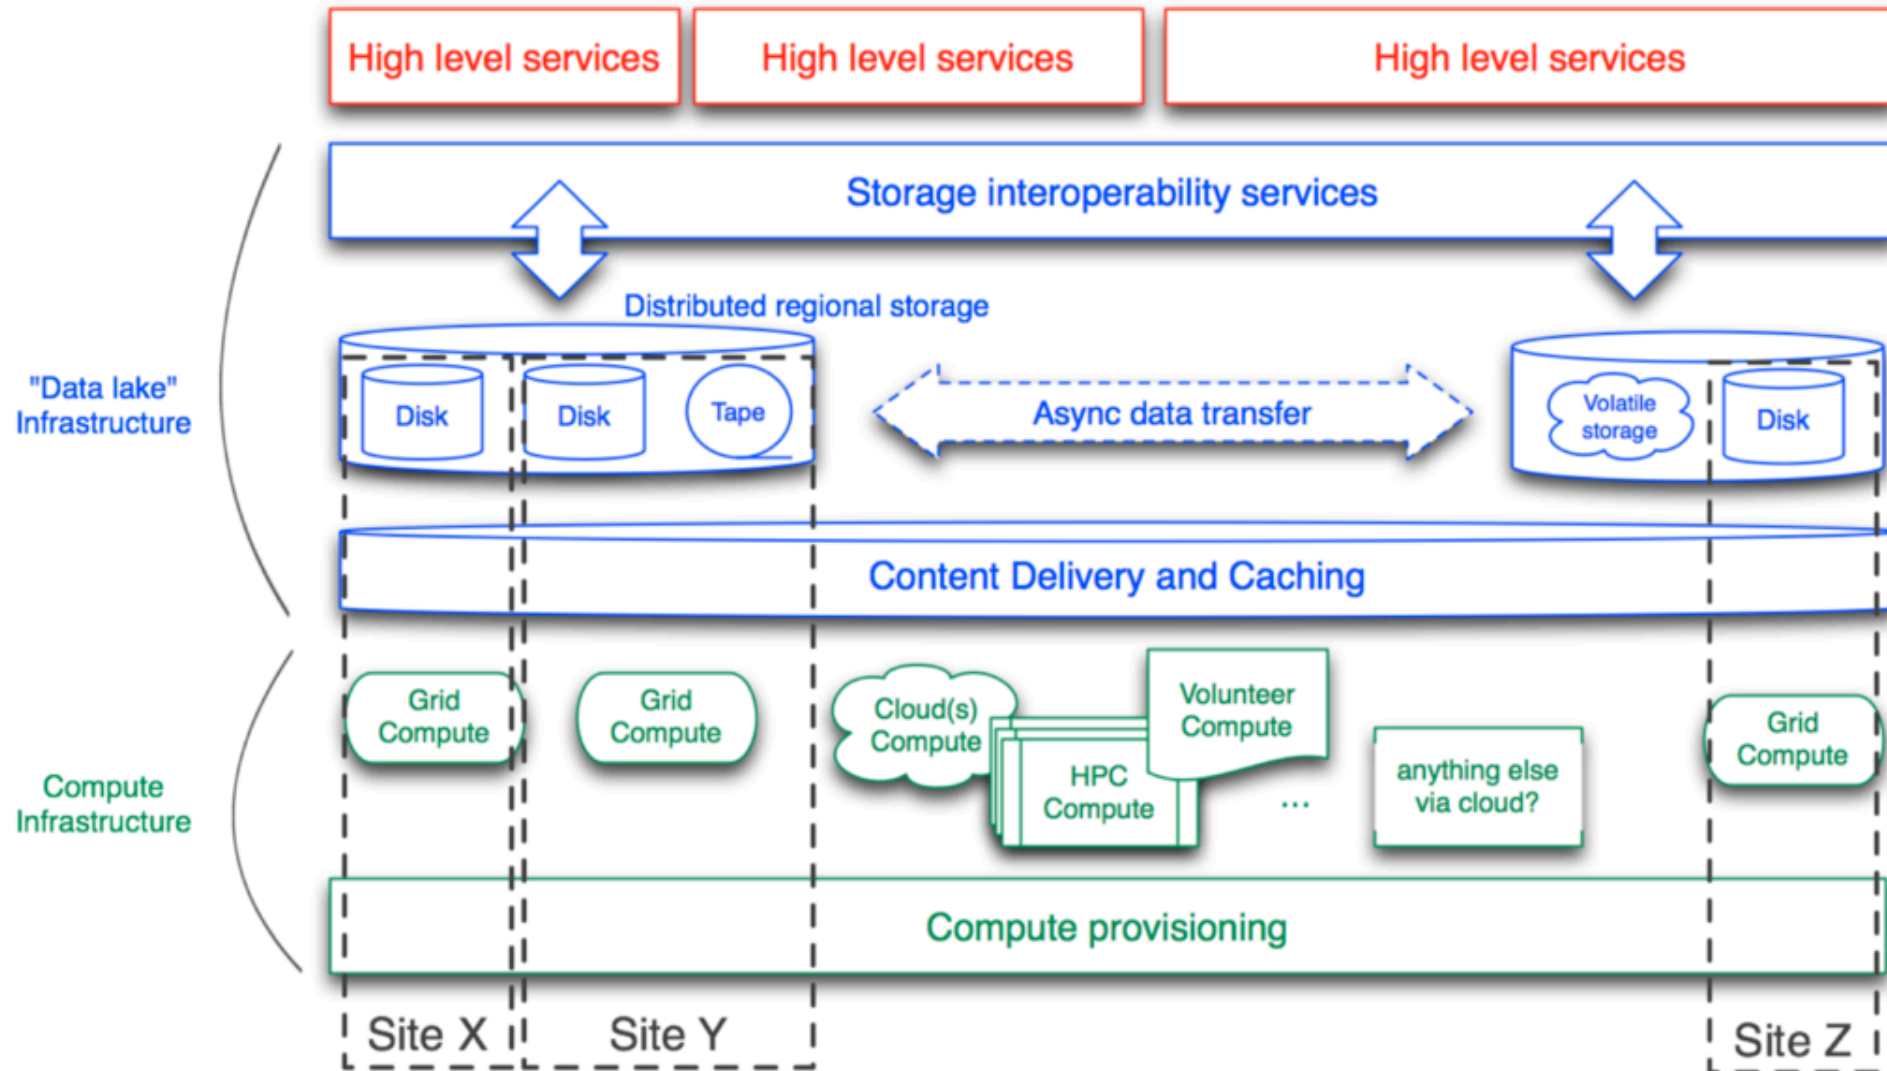 High level services
High level services
High level services
Storage interoperability services
Distributed regional storage
"Data lake"
Infrastructure
Disk
Disk
Tape
Async data transfer
Volatile
storage
Disk
Content Delivery and Caching
Grid
Compute
Grid
Compute
Cloud(s)
Compute
HPC
Compute
Volunteer
Compute
...
anything else
via cloud?
Grid
Compute
Compute
Infrastructure
Compute provisioning
Site X
Site Y
Site Z